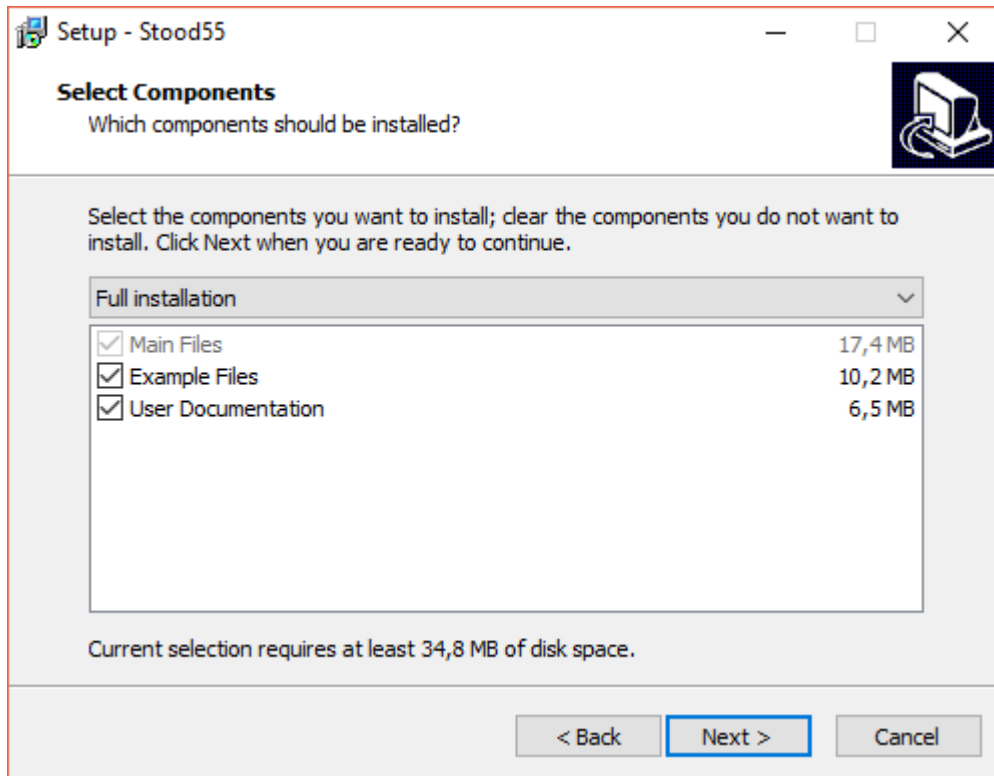 Setup - Stood55
Select Components
Which components should be installed?
Select the components you want to install; clear the components you do not want to
install. Click Next when you are ready to continue.
Full installation
Main Files 17,4 MB
Example Files 10,2 MB
User Documentation 6,5 MB
Current selection requires at least 34,8 MB of disk space.
< Back Next > Cancel